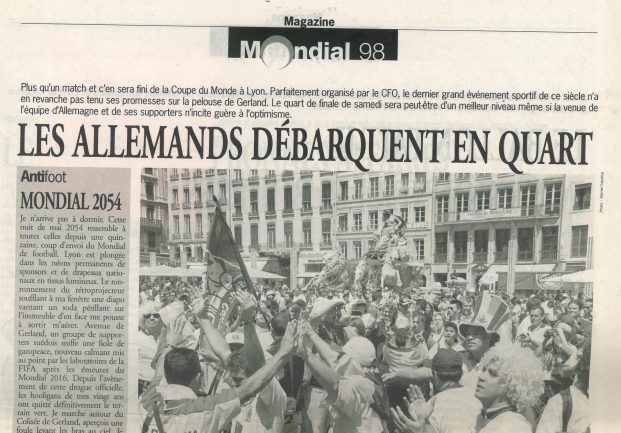 Magazine
Mondial 98
Plus qu'un match et c'en sera fini de la Coupe du Monde à Lyon. Parfaitement organisé par le CFO, le dernier grand événement sportif de ce siècle n'a
en revanche pas tenu ses promesses sur la pelouse de Gerland. Le quart de finale de samedi sera peut-être d'un meilleur niveau même si la venue de
l'équipe d'Allemagne et de ses supporters n'incite guère à l'optimisme.
LES ALLEMANDS DÉBARQUENT EN QUART
Antifoot
MONDIAL 2054
Je n'arrive pas à dormir. Cette
nuit de mai 2054 ressemble à
toutes celles depuis une quin-
zaine, coup d'envoi du Mondial
de football. Lyon est plongée
dans les néons permanents de
sponsors et de drapeaux natio-
naux en tissus lumineux. Le ron-
ronnement du rétroprojecteur
soufflant à ma fenêtre une diapo
vantant un soda pétillant sur
l'immeuble d'en face me pousse
à sortir m'aérer. Avenue de
Gerland, un groupe de suppor-
ters suédois sniffe une fiole de
gazopeace, nouveau calmant mis
au point par les laboratoires de la
FIFA après les émeutes du
Mondial 2016. Depuis l'avène-
ment de cette drogue officielle,
les hooligans de mes vingt ans
ont quitté définitivement le ter-
rain vert. Je marche autour du
Colisée de Gerland, aperçois une
foule levant les bras au ciel. Je